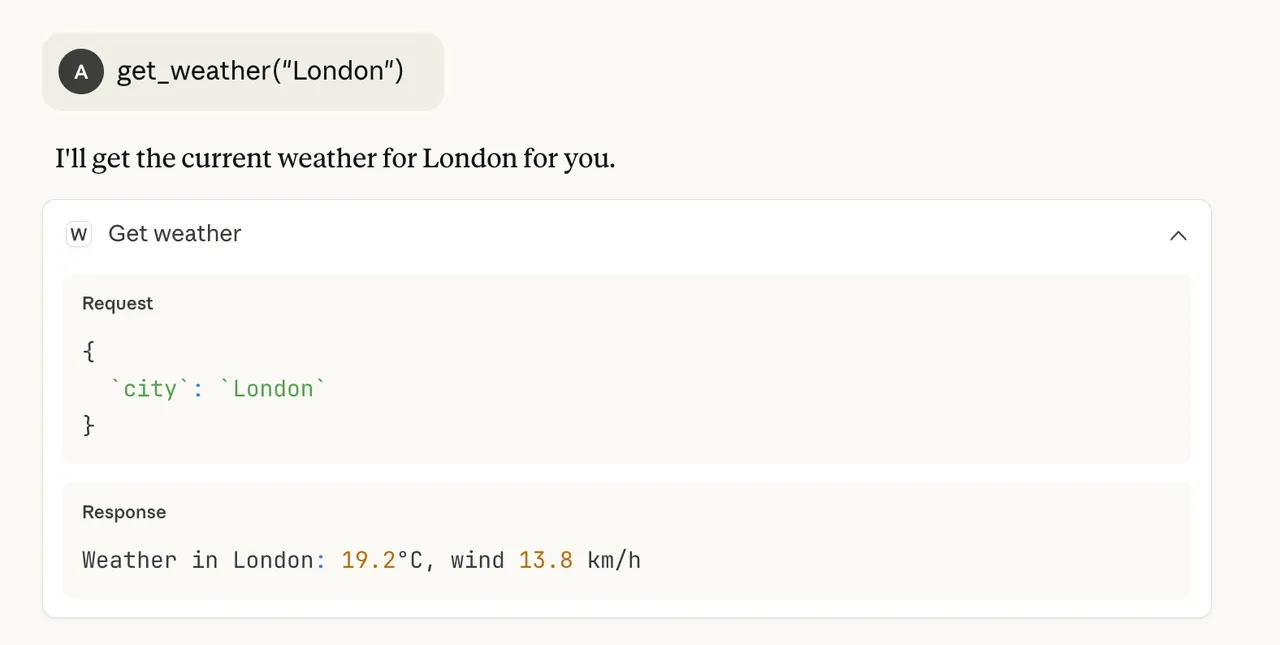 A get_weather("London")
I'll get the current weather for London for you.
W Get weather
Request
{
  `city`: `London`
}
Response
Weather in London: 19.2°C, wind 13.8 km/h